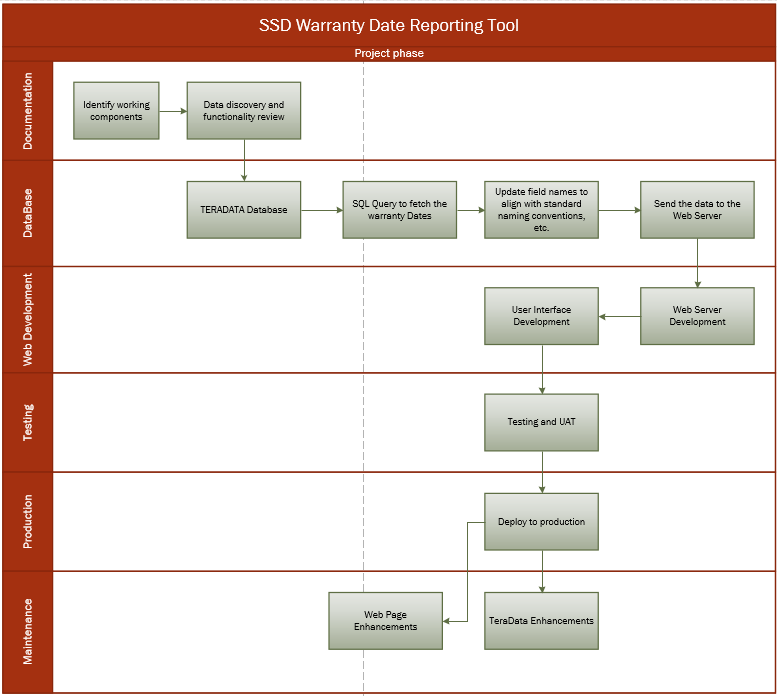 SSD Warranty Date Reporting Tool
Project phase
Documentation
Identify working
components
Data discovery and
functionality review
DataBase
TERADATA Database
SQL Query to fetch the
warranty Dates
Update field names to
align with standard
naming conventions,
etc.
Send the data to the
Web Server
Web Development
User Interface
Development
Web Server
Development
Testing
Testing and UAT
Production
Deploy to production
Maintenance
Web Page
Enhancements
TeraData Enhancements